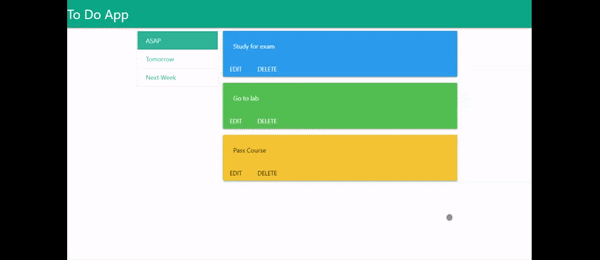 To Do App
ASAP
Tomorrow
Next Week
Study for exam
EDIT DELETE
Go to lab
EDIT DELETE
Pass Course
EDIT DELETE